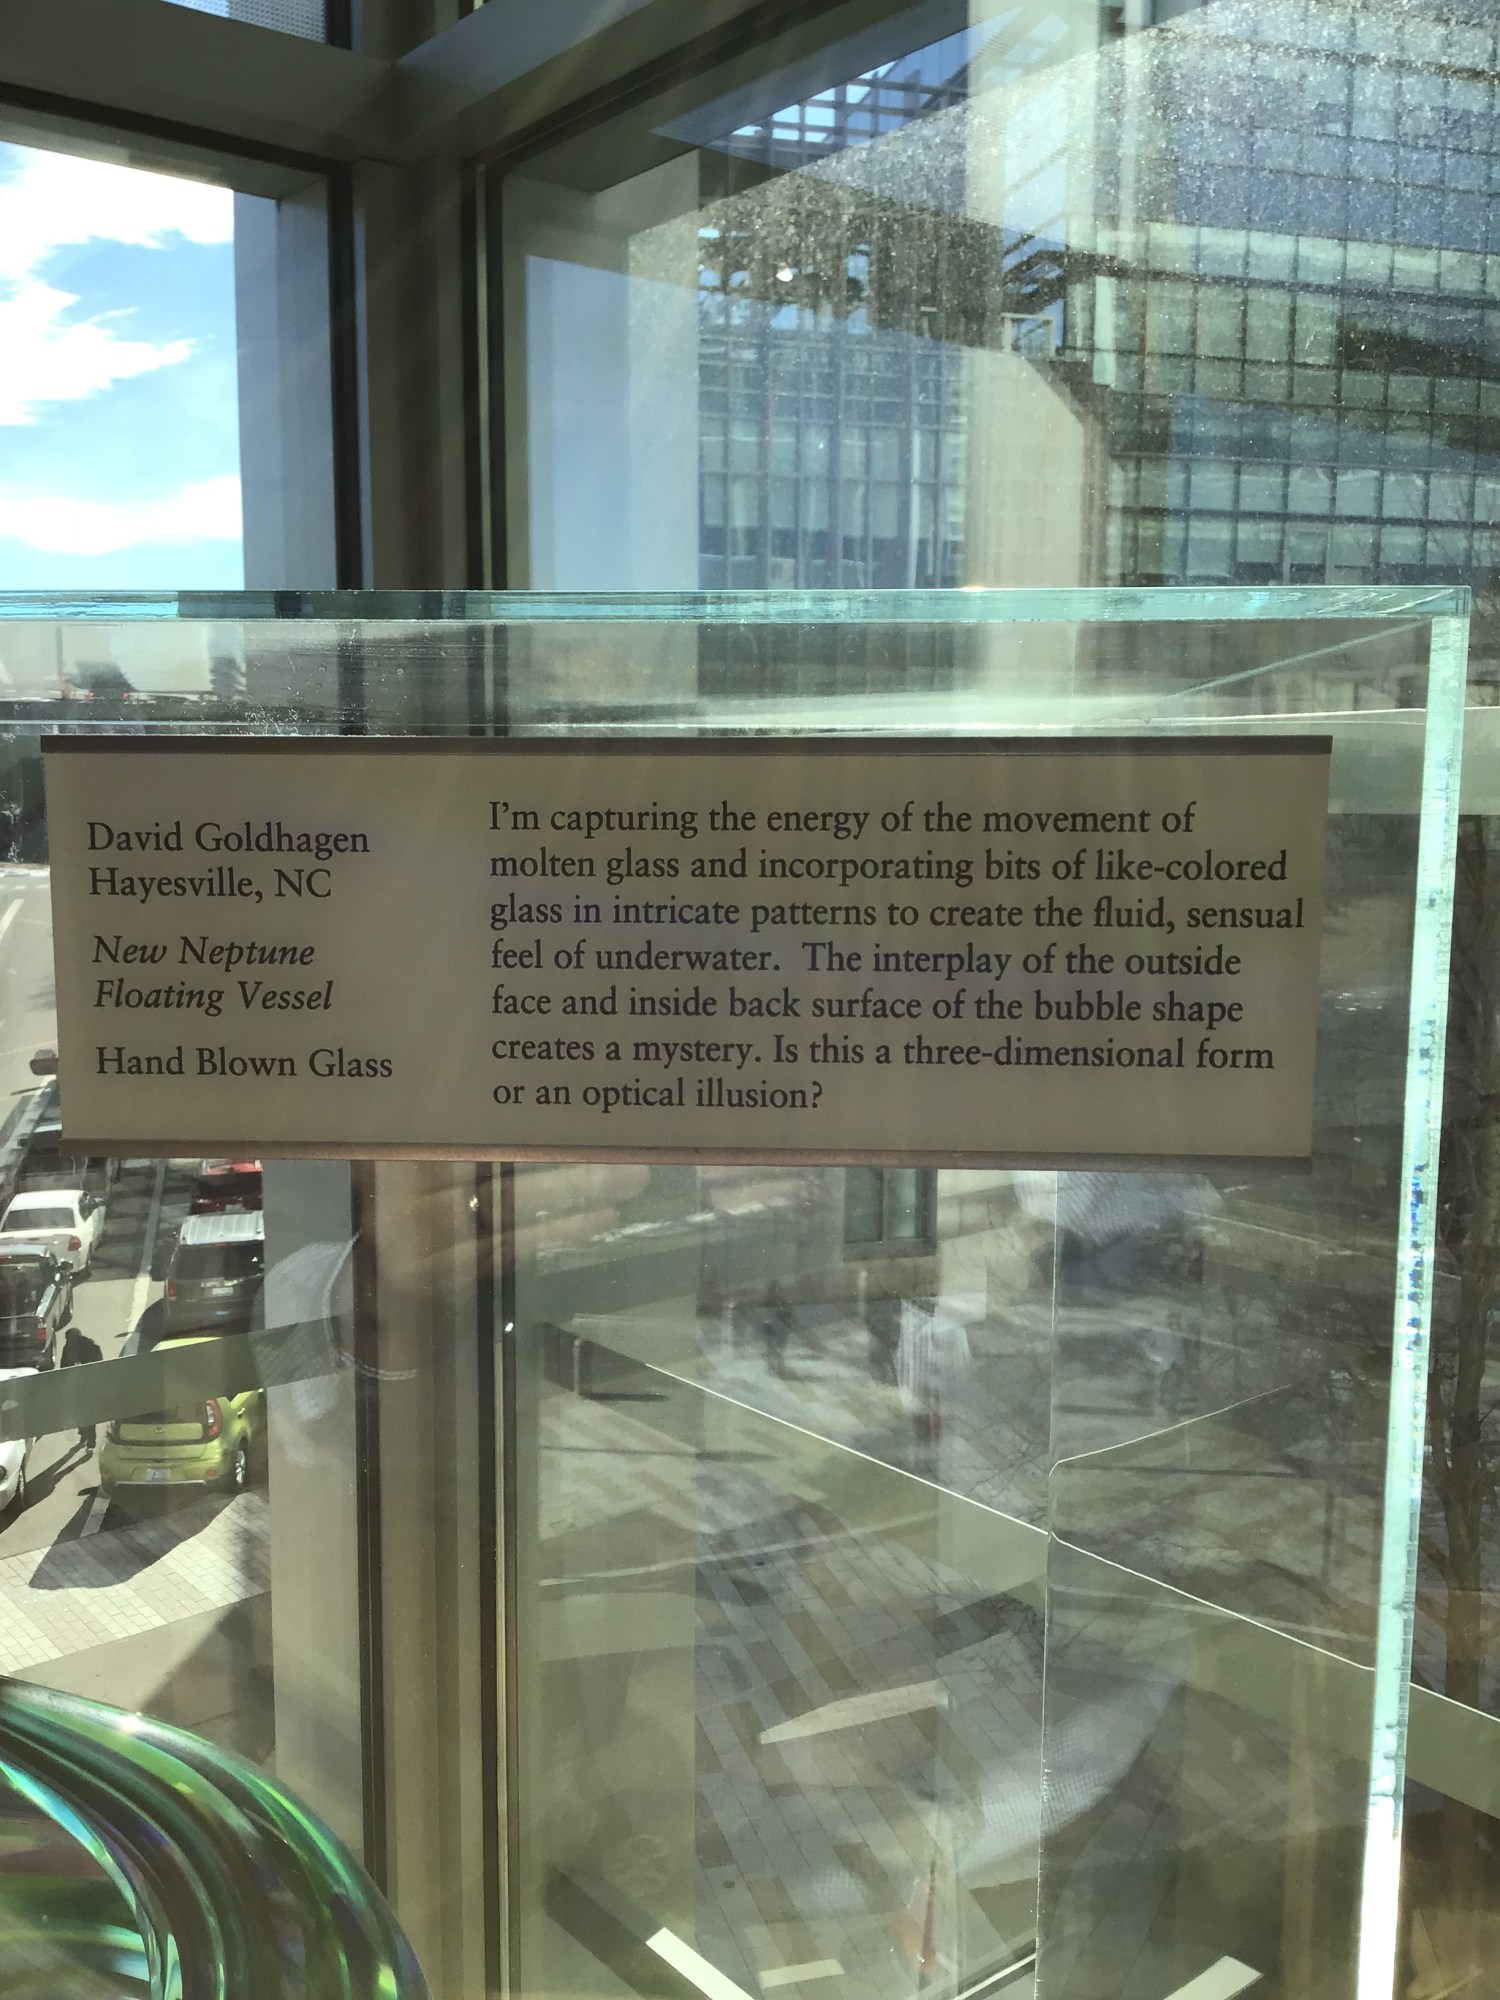 David Goldhagen
Hayesville, NC
New Neptune
Floating Vessel
Hand Blown Glass
I'm capturing the energy of the movement of
molten glass and incorporating bits of like-colored
glass in intricate patterns to create the fluid, sensual
feel of underwater.  The interplay of the outside
face and inside back surface of the bubble shape
creates a mystery. Is this a three-dimensional form
or an optical illusion?